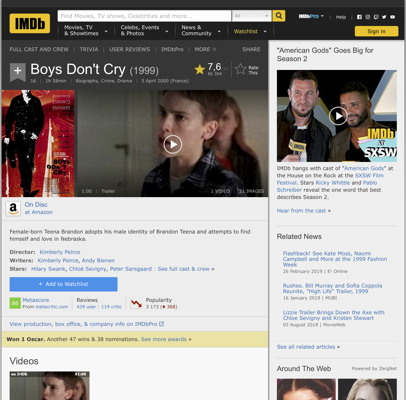 IMDb
Find Movies, TV shows, Celebrities and more...
All
IMDbPro
Help
Movies, TV & Showtimes
Celebs, Events & Photos
News & Community
Watchlist
Sign in
FULL CAST AND CREW | TRIVIA | USER REVIEWS | IMDbPro | MORE
SHARE
Boys Don't Cry (1999)
7,6
Rate This
16 | 1h 58min | Biography, Crime, Drama | 5 April 2000 (France)
1:00 | Trailer
1 VIDEO
31 IMAGES
On Disc
at Amazon
Female-born Teena Brandon adopts his male identity of Brandon Teena and attempts to find himself and love in Nebraska.
Director: Kimberly Peirce
Writers: Kimberly Peirce, Andy Bienen
Stars: Hilary Swank, Chloë Sevigny, Peter Sarsgaard | See full cast & crew »
+ Add to Watchlist
Metascore
From metacritic.com
Reviews
439 user | 119 critic
Popularity
3 173 ( 368)
View production, box office, & company info on IMDbPro
Won 1 Oscar. Another 47 wins & 38 nominations. See more awards »
Videos
"American Gods" Goes Big for Season 2
IMDb
at
SXSW
IMDb hangs with cast of "American Gods" at the House on the Rock at the SXSW Film Festival. Stars Ricky Whittle and Pablo Schreiber reveal the one word that best describes Season 2.
Hear from the cast »
Related News
Flashback! See Kate Moss, Naomi Campbell and More at the 1999 Fashion Week
26 February 2019 | E! Online
Rushes. Bill Murray and Sofia Coppola Reunite, "High Life" Trailer, 1999
16 January 2019 | MUBI
Lizzie Trailer Brings Down the Axe with Chloe Sevigny and Kristen Stewart
03 August 2018 | MovieWeb
See all related articles »
Around The Web
Powered by ZergNet